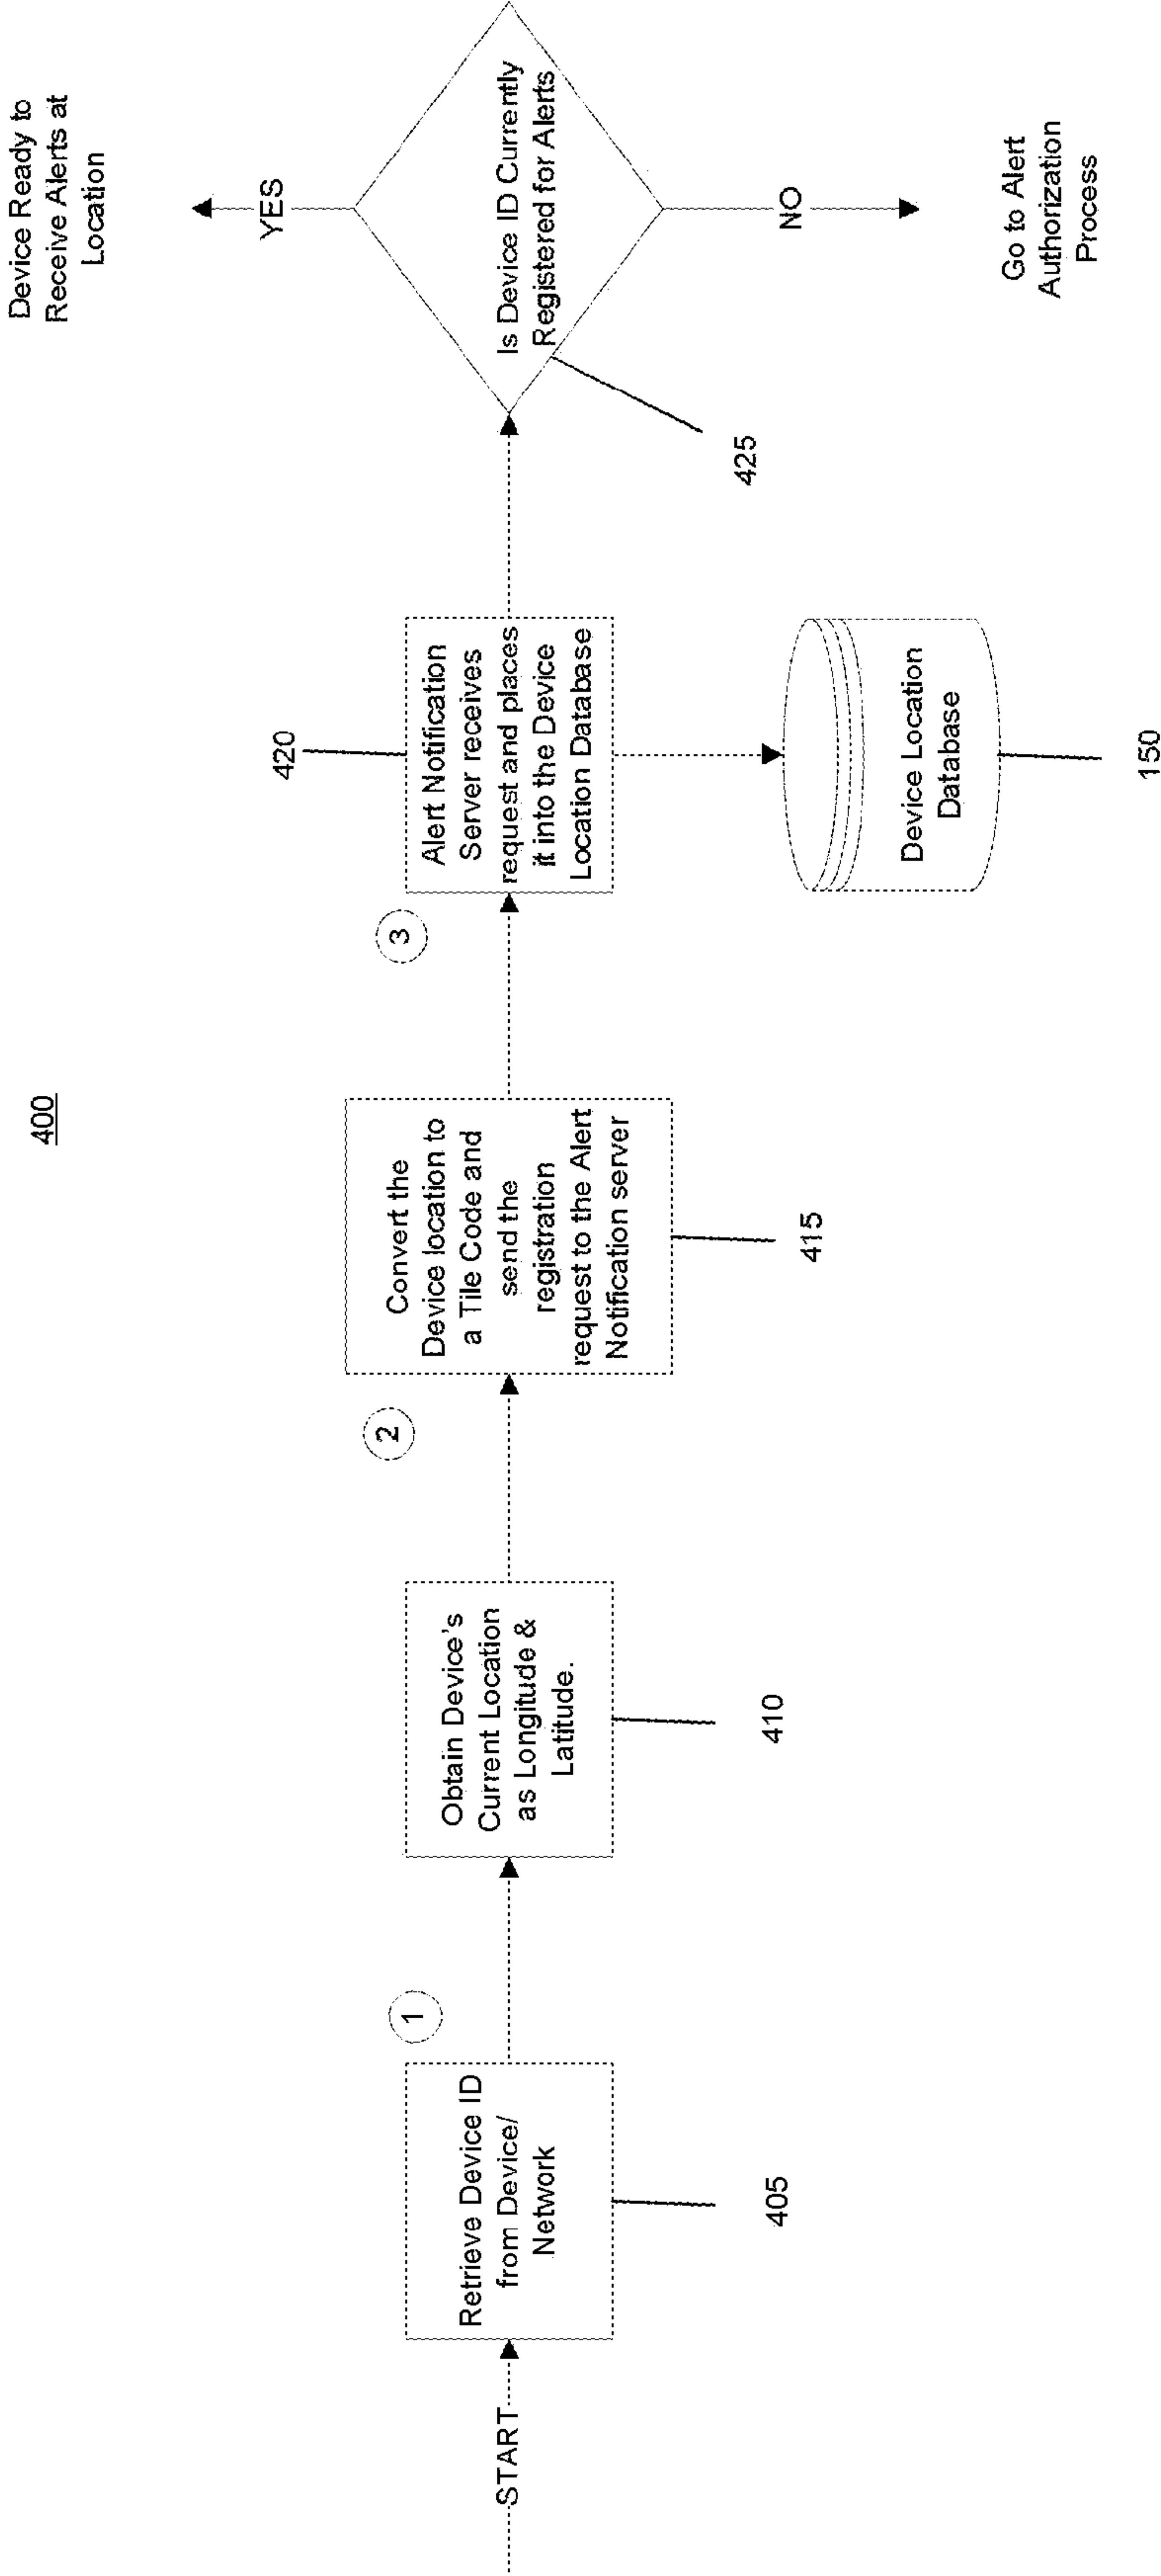 400
START
Retrieve Device ID
from Device/
Network
405
1
Obtain Device's
Current Location
as Longitude &
Latitude.
410
2
Convert the
Device location to
a Tile Code and
send the
registration
request to the Alert
Notification server
415
3
420
Alert Notification
Server receives
request and places
it into the Device
Location Database
Device Location
Database
150
Is Device ID Currently
Registered for Alerts
425
YES
Device Ready to
Receive Alerts at
Location
NO
Go to Alert
Authorization
Process